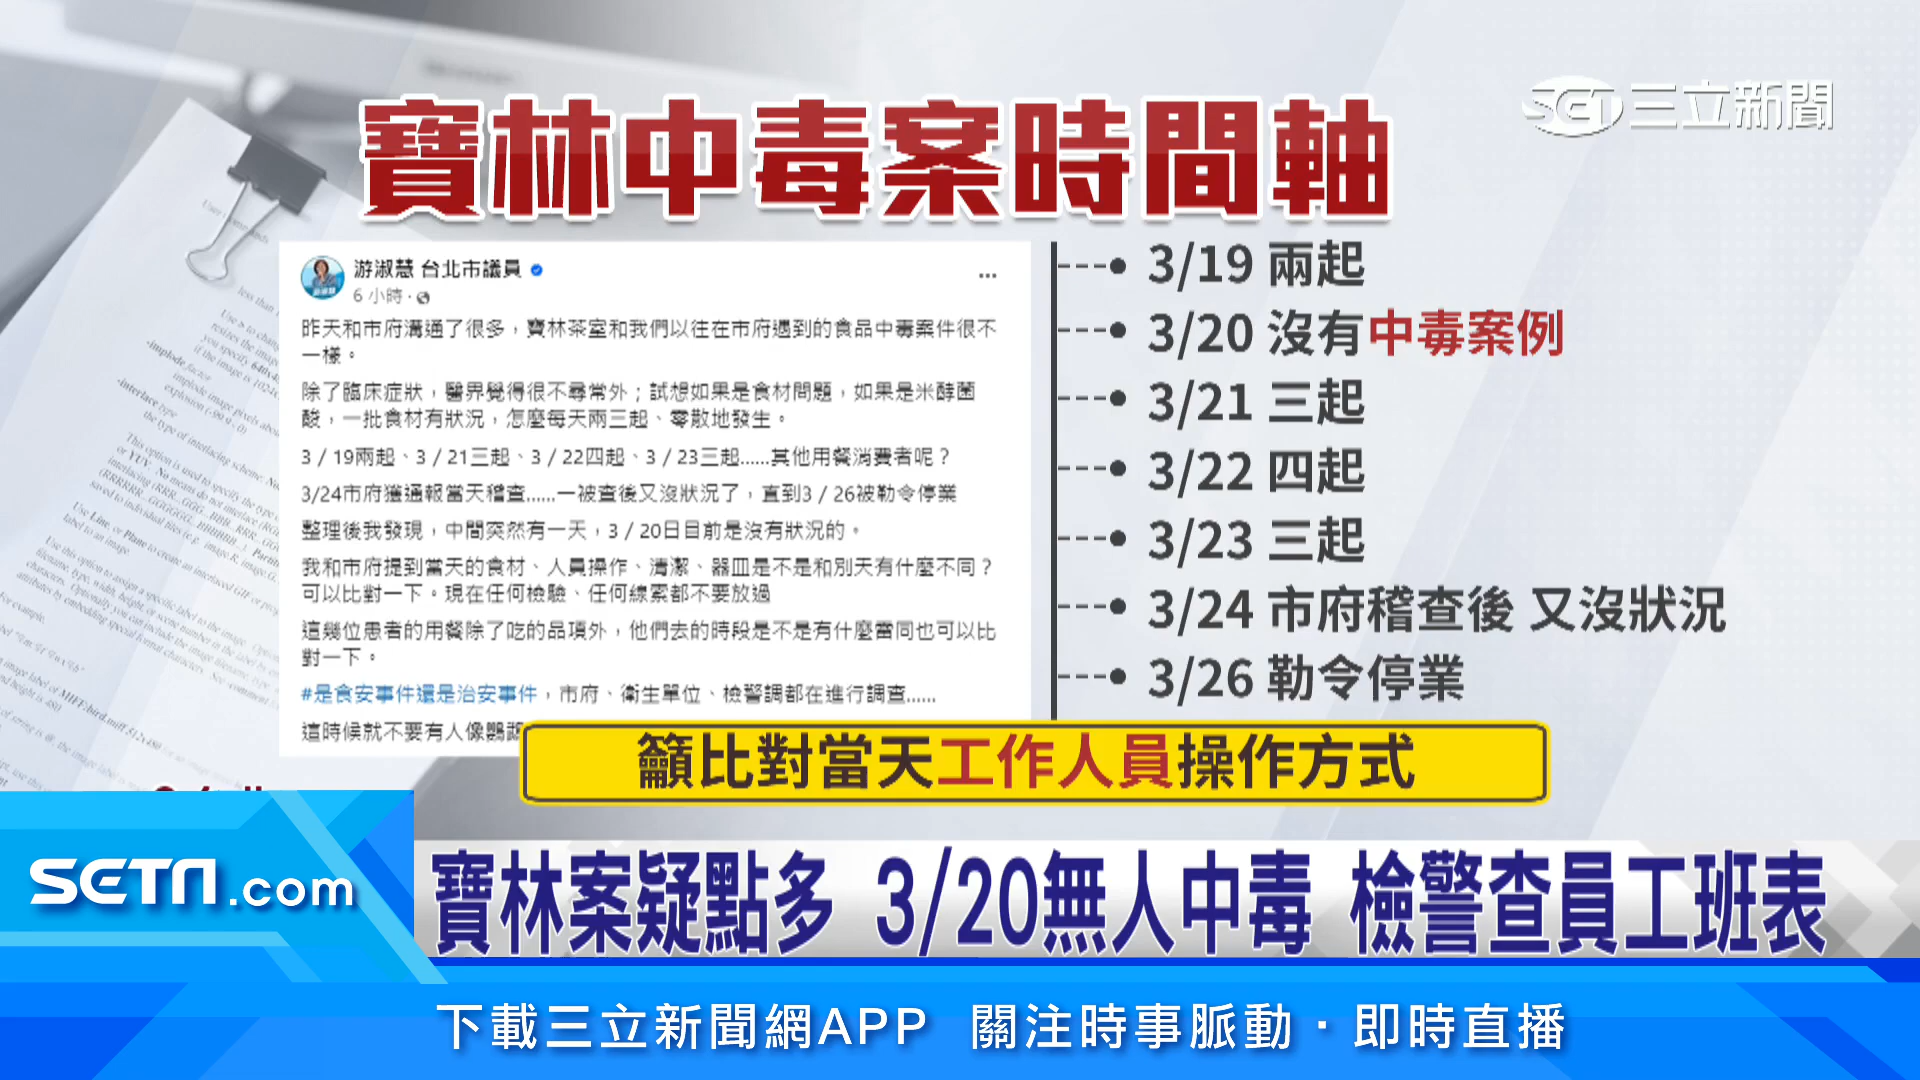 SET三立新聞
寶林中毒案時間軸
游淑慧 台北市議員
6 小時·
昨天和市府溝通了很多，寶林茶室和我們以往在市府遇到的食品中毒案件很不
一樣。
除了臨床症狀，醫界覺得很不尋常外；試想如果是食材問題，如果是米酵菌
酸，一批食材有狀況，怎麼每天兩三起、零散地發生。
3 / 19兩起、3 / 21三起、3 / 22四起、3 / 23三起......其他用餐消費者呢？
3/24市府獲通報當天稽查......一被查後又沒狀況了，直到3 / 26被勒令停業
整理後我發現，中間突然有一天，3 / 20日目前是沒有狀況的。
我和市府提到當天的食材、人員操作、清潔、器皿是不是和別天有什麼不同？
可以比對一下。現在任何檢驗、任何線索都不要放過
這幾位患者的用餐除了吃的品項外，他們去的時段是不是有什麼雷同也可以比
對一下。
#是食安事件還是治安事件，市府、衛生單位、檢警調都在進行調查......
這時候就不要有人像鸚鵡
3/19 兩起
3/20 沒有中毒案例
3/21 三起
3/22 四起
3/23 三起
3/24 市府稽查後 又沒狀況
3/26 勒令停業
籲比對當天工作人員操作方式
SETN.com
寶林案疑點多 3/20無人中毒 檢警查員工班表
下載三立新聞網APP 關注時事脈動·即時直播